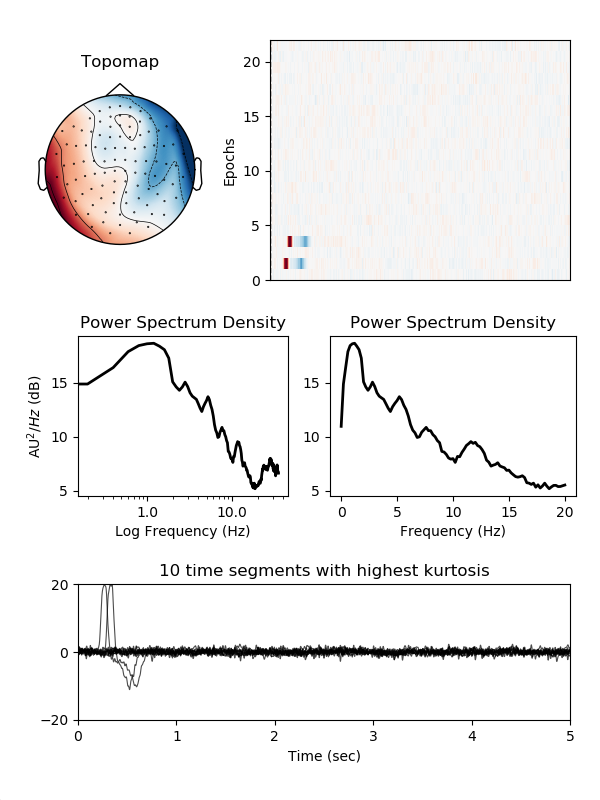 Topomap
Epochs
20
15
10
5
0
Power Spectrum Density
AU²/Hz (dB)
15
10
5
1.0 10.0
Log Frequency (Hz)
Power Spectrum Density
15
10
5
0 5 10 15 20
Frequency (Hz)
10 time segments with highest kurtosis
20
0
−20
0 1 2 3 4 5
Time (sec)